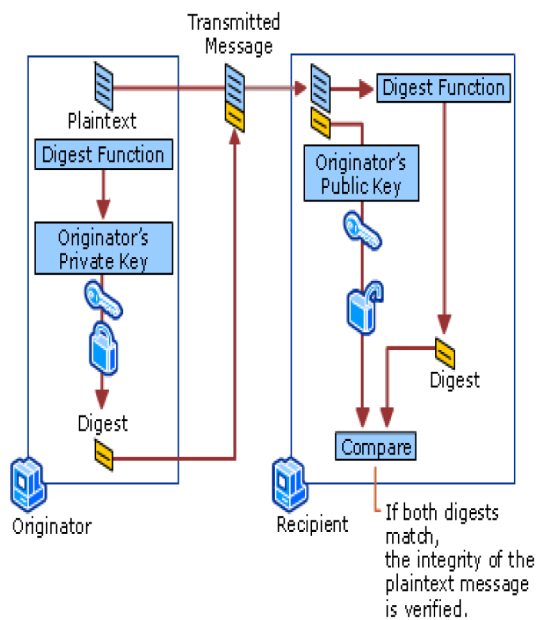 Transmitted
Message
Plaintext
Digest Function
Originator's
Private Key
Digest
Originator
Digest Function
Originator's
Public Key
Digest
Compare
Recipient
If both digests
match,
the integrity of the
plaintext message
is verified.